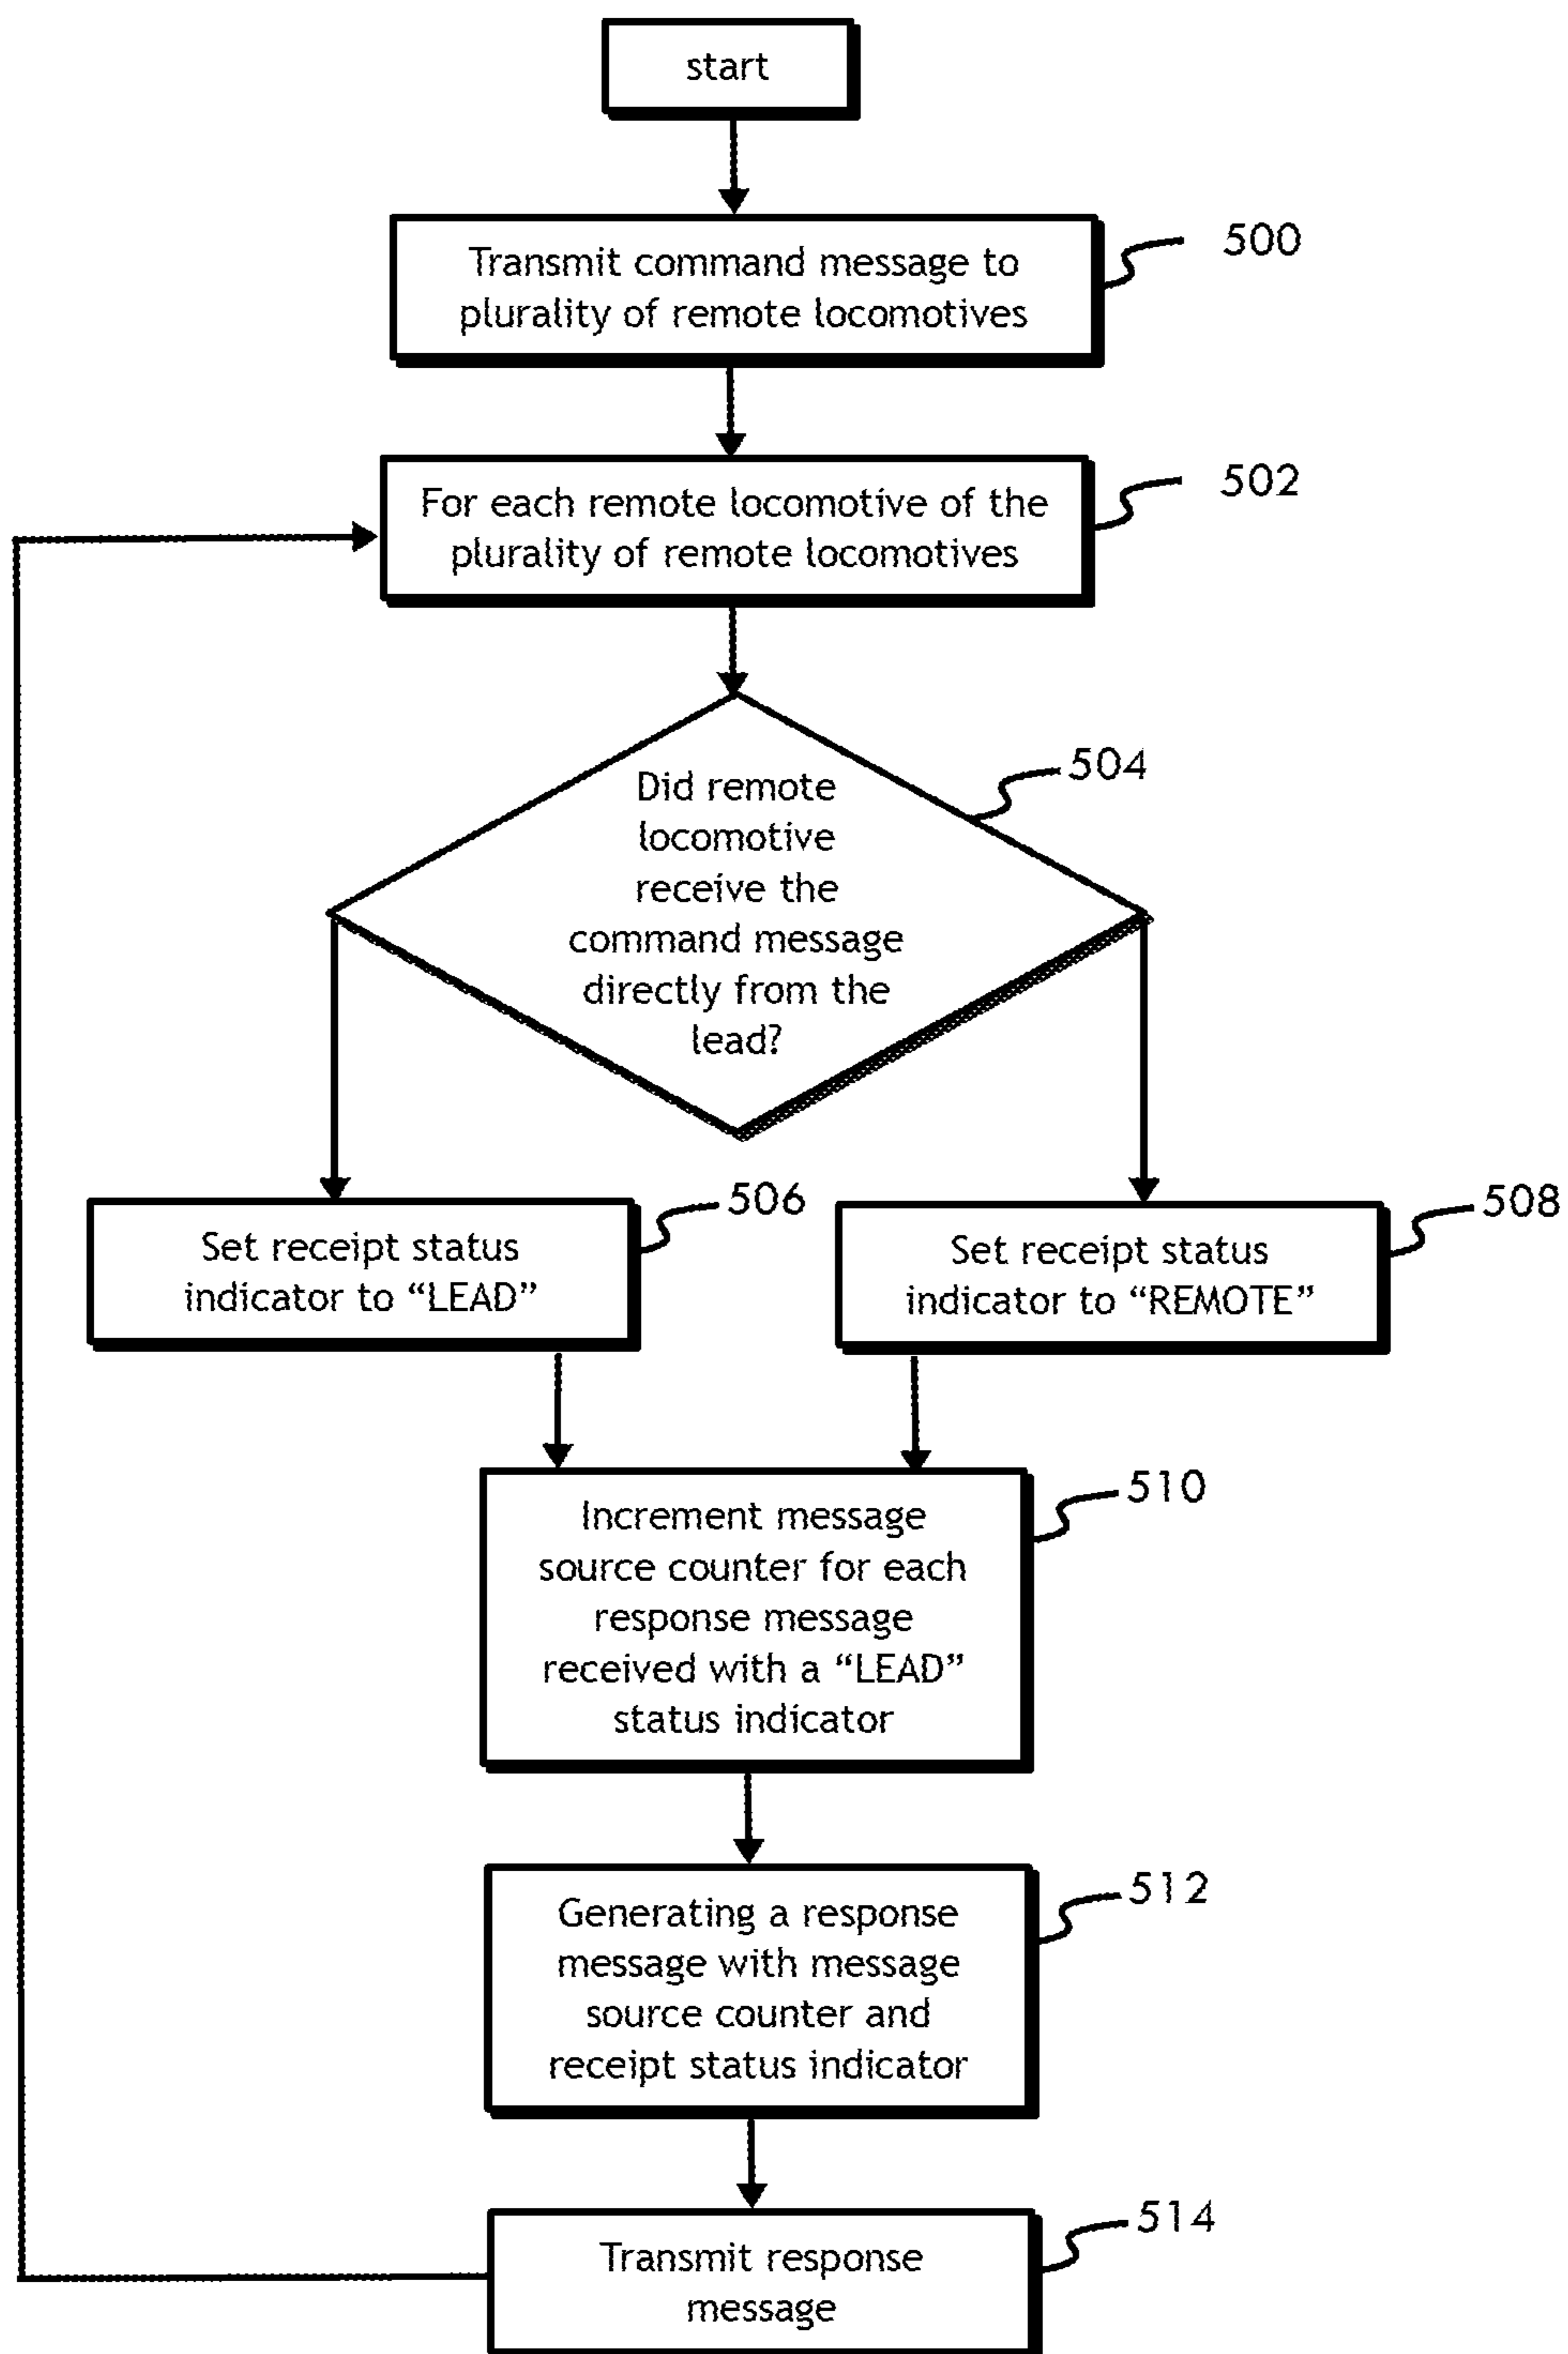 start
Transmit command message to
plurality of remote locomotives
500
For each remote locomotive of the
plurality of remote locomotives
502
Did remote
locomotive
receive the
command message
directly from the
lead?
504
Set receipt status
indicator to “LEAD”
506
Set receipt status
indicator to “REMOTE”
508
Increment message
source counter for each
response message
received with a “LEAD”
status indicator
510
Generating a response
message with message
source counter and
receipt status indicator
512
Transmit response
message
514